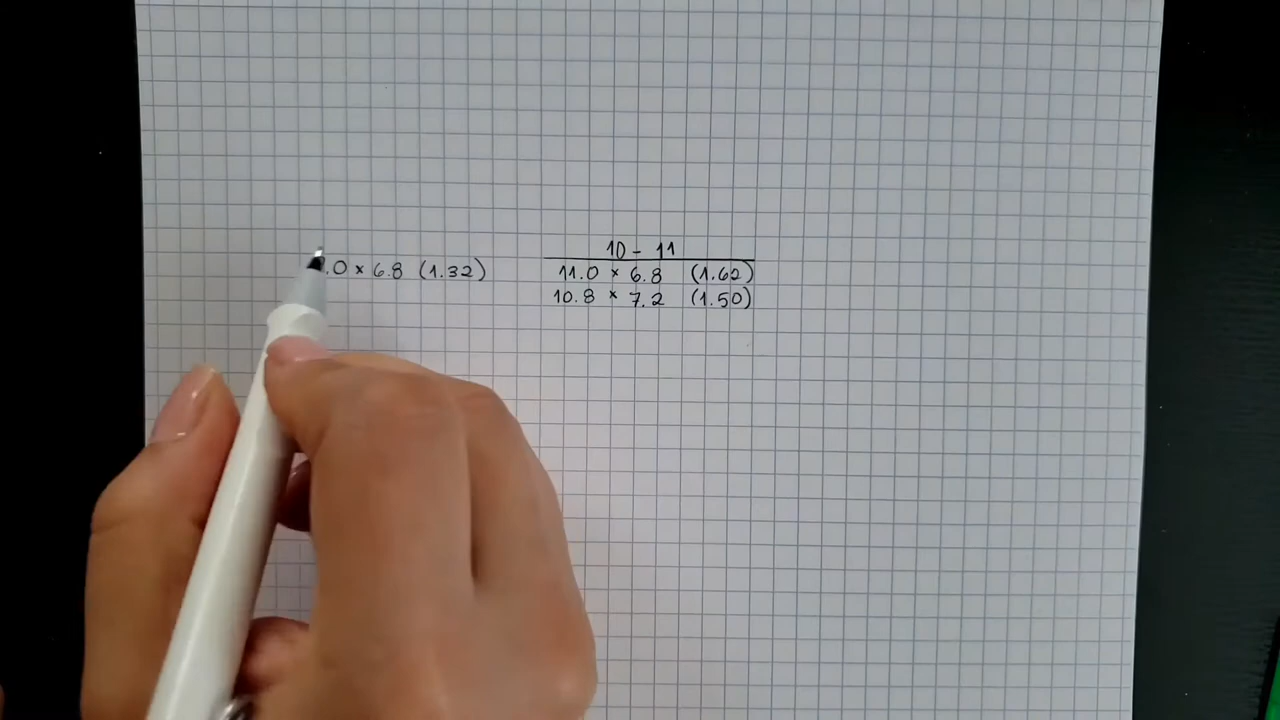 .0 × 6.8 (1.32)
10 - 11
11.0 × 6.8 (1.62)
10.8 × 7.2 (1.50)